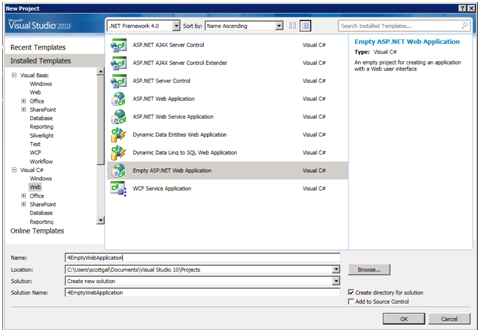 New Project
Microsoft
Visual Studio 2010
.NET Framework 4.0
Sort by:
Name Ascending
Search Installed Templates
Recent Templates
Installed Templates
Visual Basic
Windows
Web
Office
SharePoint
Database
Reporting
Silverlight
Test
WCF
Workflow
Visual C#
Windows
Web
Office
SharePoint
Database
Reporting
Online Templates
ASP.NET AJAX Server Control Visual C#
ASP.NET AJAX Server Control Extender Visual C#
ASP.NET Server Control Visual C#
ASP.NET Web Application Visual C#
ASP.NET Web Service Application Visual C#
Dynamic Data Entities Web Application Visual C#
Dynamic Data Linq to SQL Web Application Visual C#
Empty ASP.NET Web Application Visual C#
WCF Service Application Visual C#
Empty ASP.NET Web Application
Type: Visual C#
An empty project for creating an application
with a Web user interface
Name: 4EmptyWebApplication
Location: C:\Users\scottgal\Documents\Visual Studio 10\Projects
Browse...
Solution: Create new solution
Solution Name: 4EmptyWebApplication
Create directory for solution
Add to Source Control
OK
Cancel